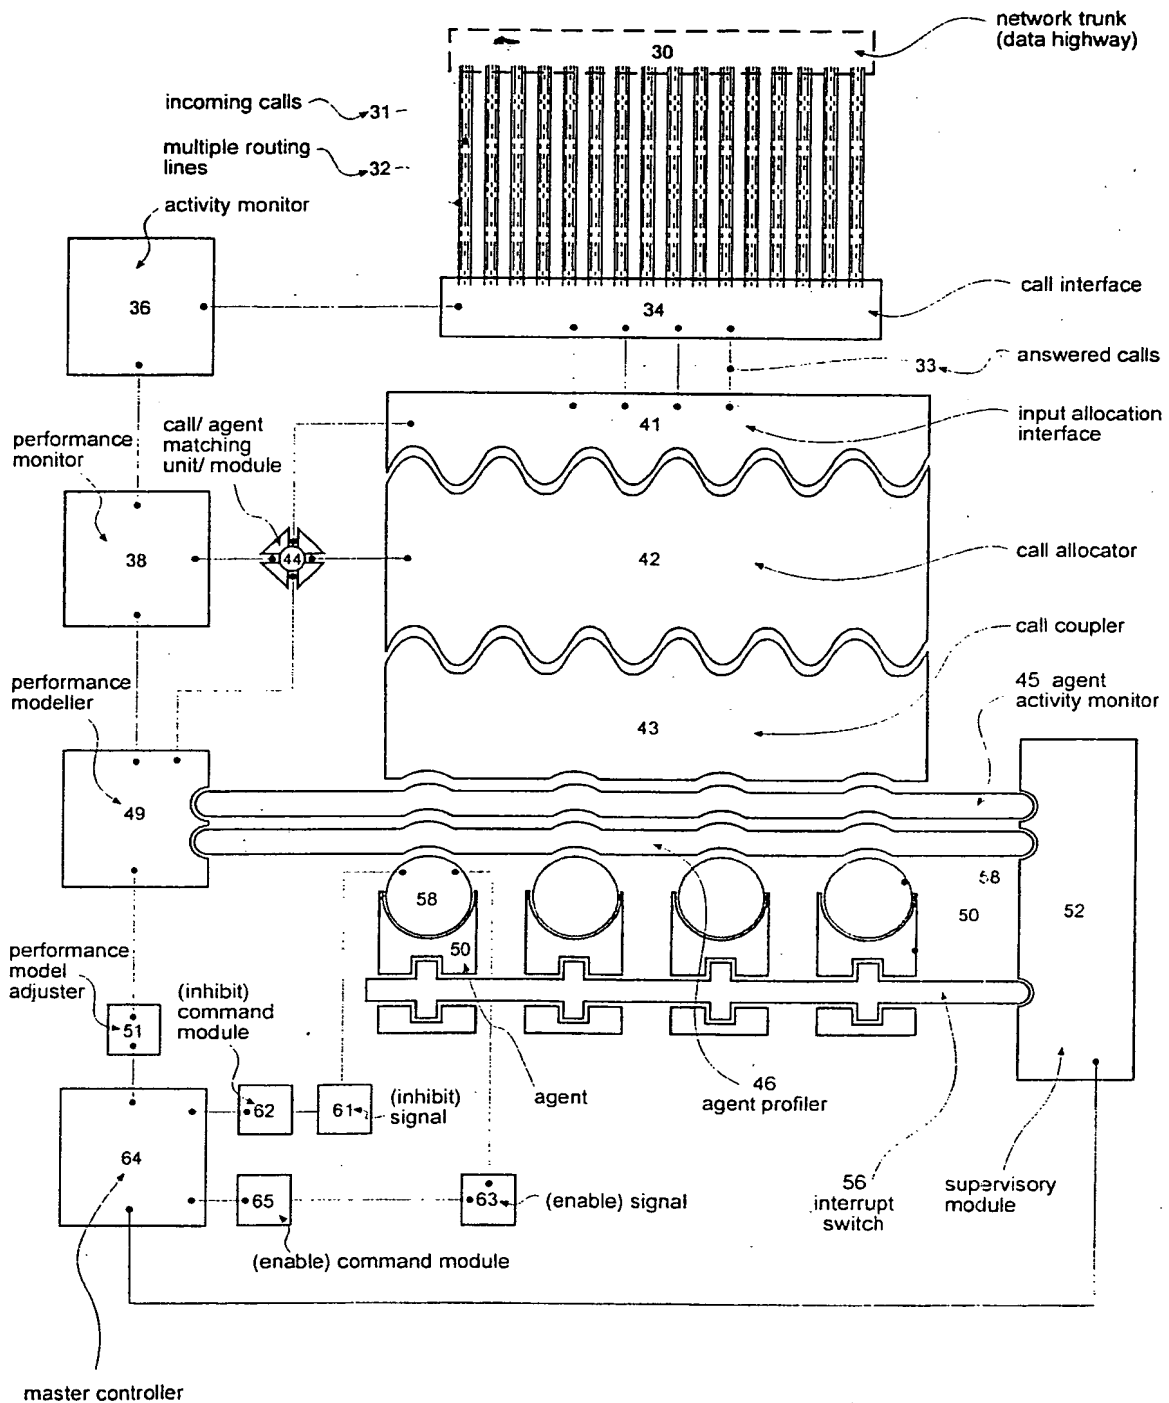 network trunk
(data highway)
30
incoming calls
31
multiple routing
lines
32
activity monitor
36
34
call interface
33
answered calls
41
input allocation
interface
call/ agent
matching
unit/ module
performance
monitor
38
44
42
call allocator
call coupler
performance
modeller
43
45 agent
activity monitor
49
58
58
50
50
52
performance
model
adjuster
(inhibit)
command
module
51
62
61
(inhibit)
signal
agent
46
agent profiler
64
65
63
(enable) signal
56
interrupt
switch
supervisory
module
(enable) command module
master controller